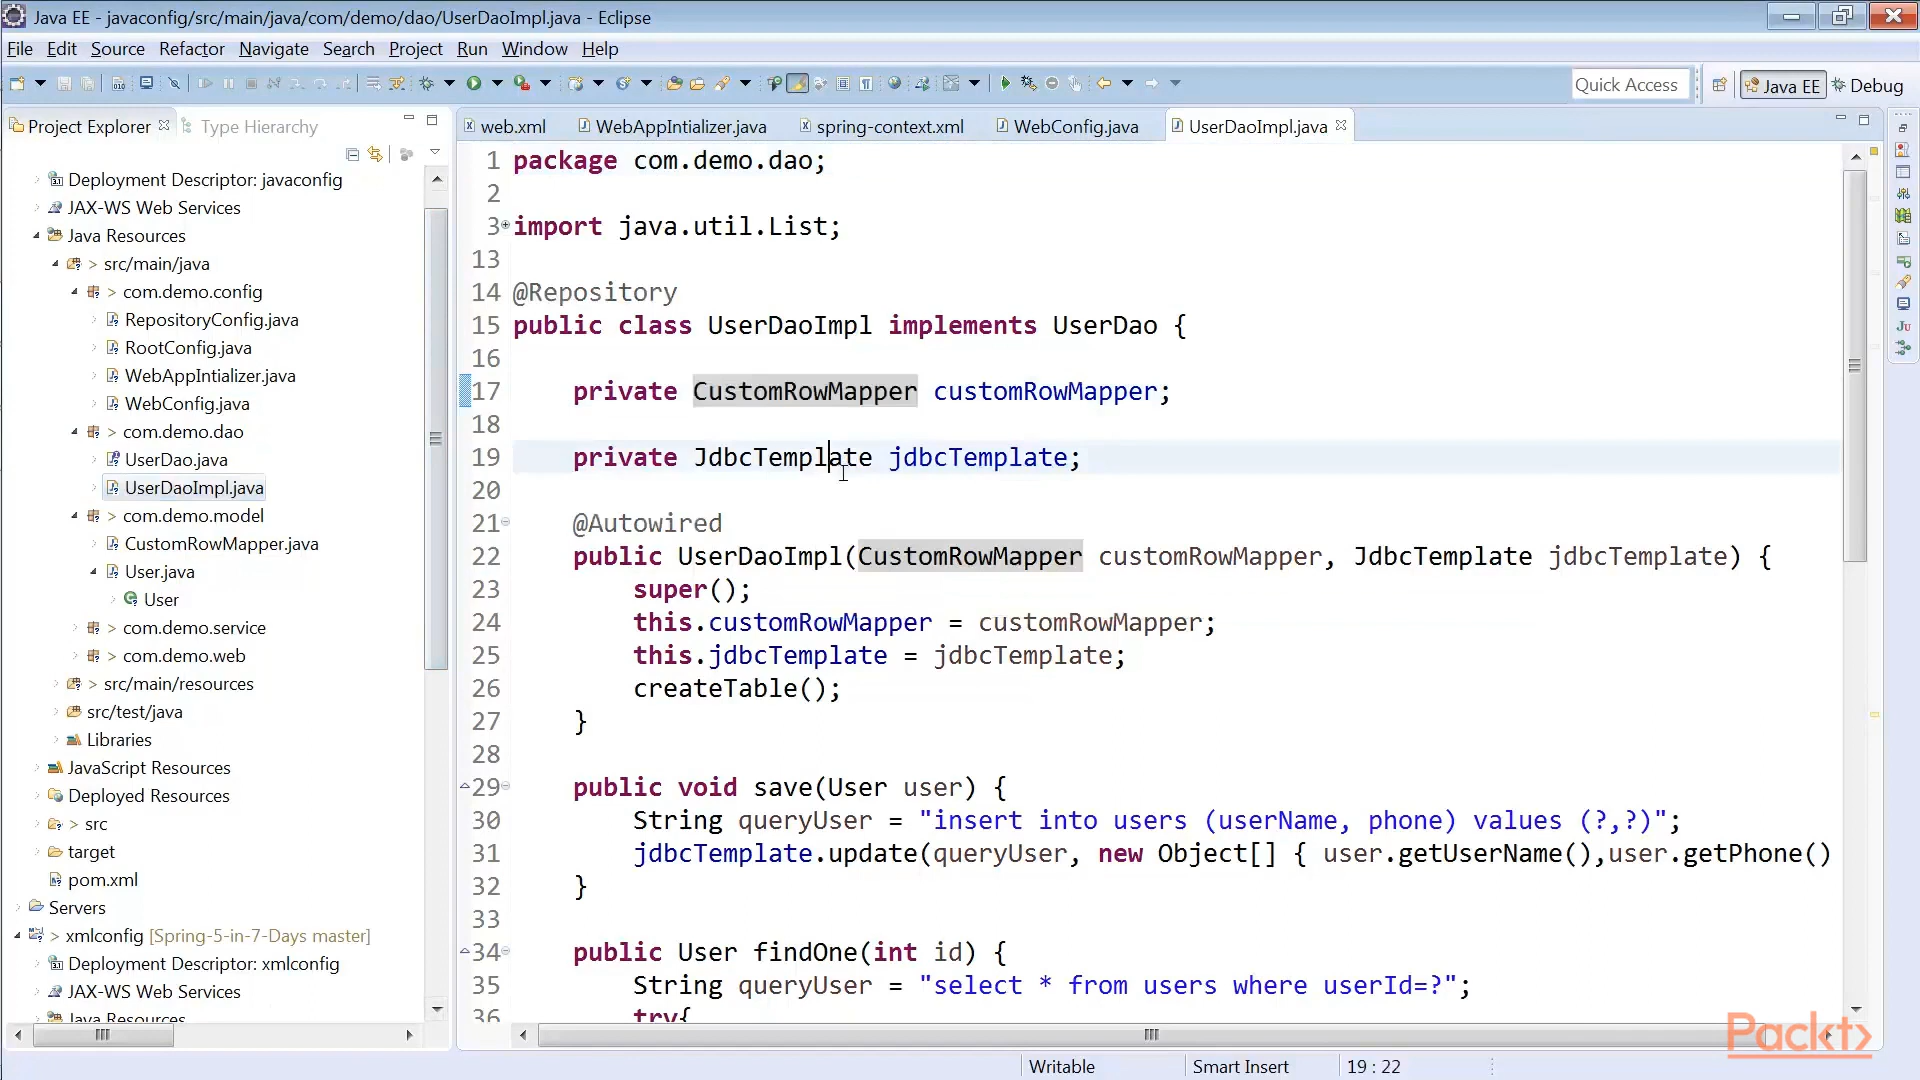 Java EE - javaconfig/src/main/java/com/demo/dao/UserDaoImpl.java - Eclipse
File Edit Source Refactor Navigate Search Project Run Window Help
Quick Access Java EE Debug
Project Explorer Type Hierarchy
web.xml WebAppIntializer.java spring-context.xml WebConfig.java UserDaoImpl.java
Deployment Descriptor: javaconfig
JAX-WS Web Services
Java Resources
> src/main/java
> com.demo.config
RepositoryConfig.java
RootConfig.java
WebAppIntializer.java
WebConfig.java
> com.demo.dao
UserDao.java
UserDaoImpl.java
> com.demo.model
CustomRowMapper.java
User.java
User
> com.demo.service
> com.demo.web
> src/main/resources
src/test/java
Libraries
JavaScript Resources
Deployed Resources
> src
target
pom.xml
Servers
> xmlconfig [Spring-5-in-7-Days master]
Deployment Descriptor: xmlconfig
JAX-WS Web Services
Java Resources
1 package com.demo.dao;
2
3 import java.util.List;
13
14 @Repository
15 public class UserDaoImpl implements UserDao {
16
17 private CustomRowMapper customRowMapper;
18
19 private JdbcTemplate jdbcTemplate;
20
21 @Autowired
22 public UserDaoImpl(CustomRowMapper customRowMapper, JdbcTemplate jdbcTemplate) {
23 super();
24 this.customRowMapper = customRowMapper;
25 this.jdbcTemplate = jdbcTemplate;
26 createTable();
27 }
28
29 public void save(User user) {
30 String queryUser = "insert into users (userName, phone) values (?,?)";
31 jdbcTemplate.update(queryUser, new Object[] { user.getUserName(),user.getPhone()
32 }
33
34 public User findOne(int id) {
35 String queryUser = "select * from users where userId=?";
36 try{
Packt>
Writable Smart Insert 19 : 22